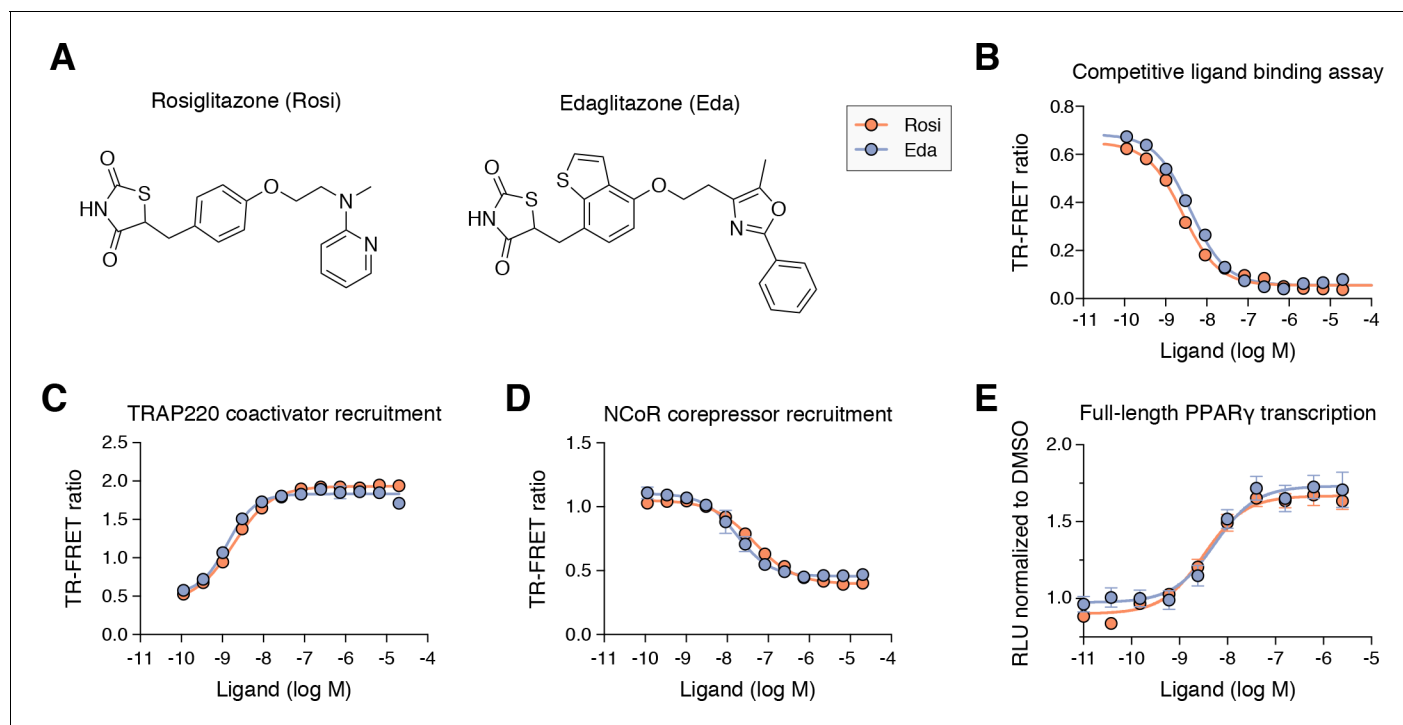 A
Rosiglitazone (Rosi)
O
S
HN
O
O
N
N
Edaglitazone (Eda)
O
S
HN
O
S
O
O
N
Rosi
Eda
B
Competitive ligand binding assay
TR-FRET ratio
0.8
0.6
0.4
0.2
0.0
-11 -10 -9 -8 -7 -6 -5 -4
Ligand (log M)
C
TRAP220 coactivator recruitment
TR-FRET ratio
2.5
2.0
1.5
1.0
0.5
0.0
-11 -10 -9 -8 -7 -6 -5 -4
Ligand (log M)
D
NCoR corepressor recruitment
TR-FRET ratio
1.5
1.0
0.5
0.0
-11 -10 -9 -8 -7 -6 -5 -4
Ligand (log M)
E
Full-length PPARγ transcription
RLU normalized to DMSO
2.0
1.5
1.0
-11 -10 -9 -8 -7 -6 -5
Ligand (log M)